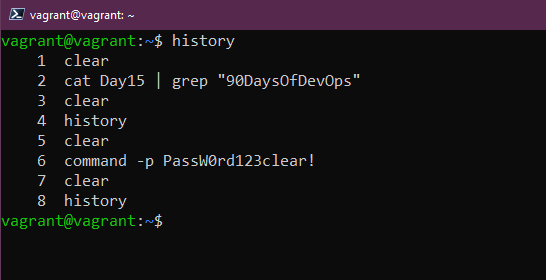 vagrant@vagrant: ~
vagrant@vagrant:~$ history
1 clear
2 cat Day15 | grep "90DaysOfDevOps"
3 clear
4 history
5 clear
6 command -p PassW0rd123clear!
7 clear
8 history
vagrant@vagrant:~$